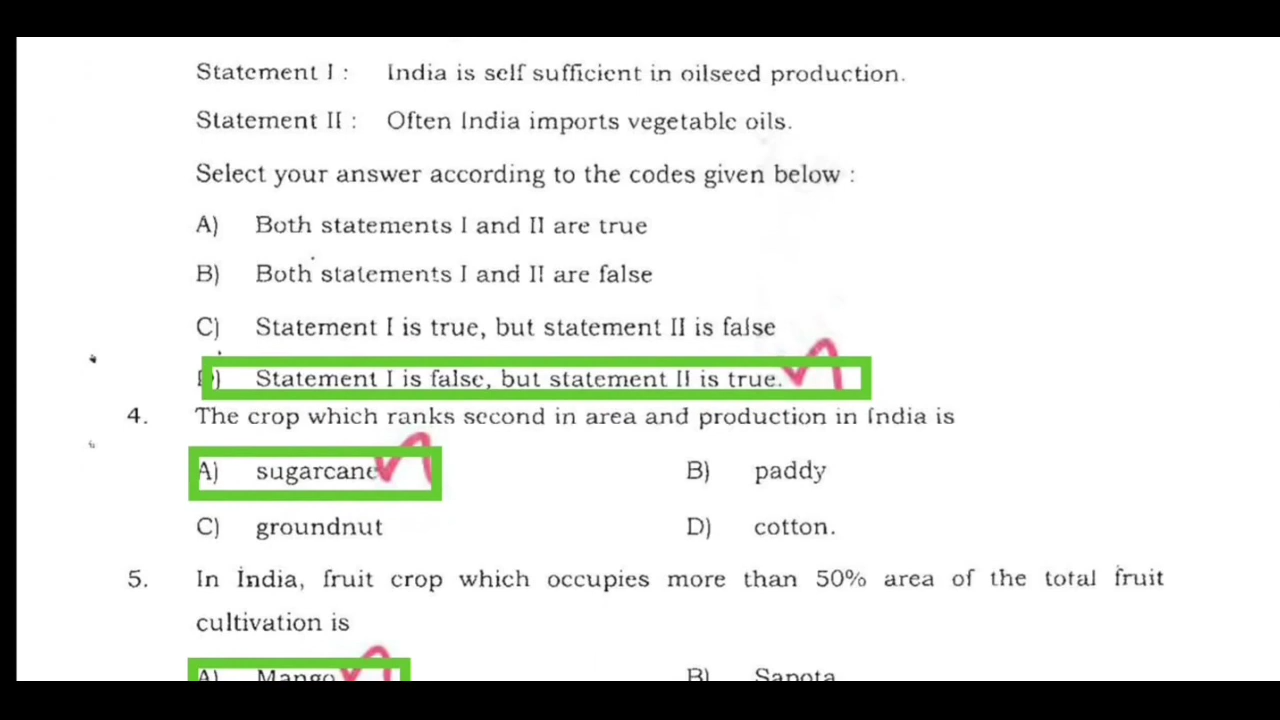 Statement I : India is self sufficient in oilseed production.
Statement II : Often India imports vegetable oils.
Select your answer according to the codes given below :
A) Both statements I and II are true
B) Both statements I and II are false
C) Statement I is true, but statement II is false
D) Statement I is false, but statement II is true.
4. The crop which ranks second in area and production in India is
A) sugarcane B) paddy
C) groundnut D) cotton.
5. In India, fruit crop which occupies more than 50% area of the total fruit
cultivation is
A) Mango B) Sapota